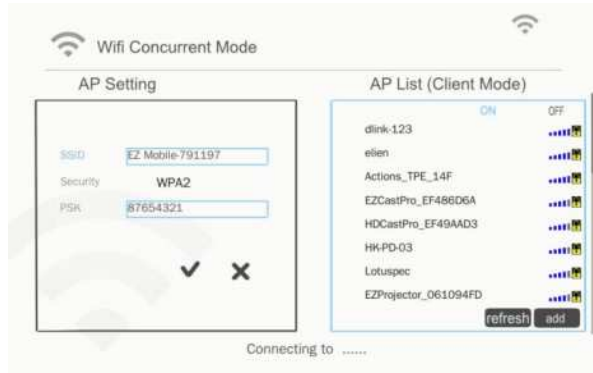 Wifi Concurrent Mode
AP Setting
SSID EZ Mobile-791197
Security WPA2
PSK 87654321
AP List (Client Mode)
ON OFF
dlink-123
elien
Actions_TPE_14F
EZCastPro_EF486D6A
HDCastPro_EF49AAD3
HK-PD-03
Lotuspec
EZProjector_061094FD
refresh add
Connecting to ......